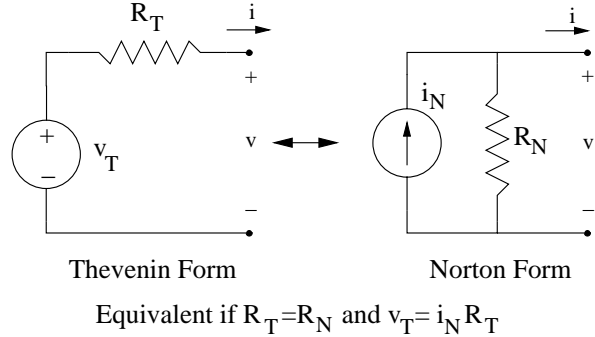 R_T
i
+
v_T
+
−
v
−
Thevenin Form
i
i_N
R_N
+
v
−
Norton Form
Equivalent if R_T=R_N and v_T= i_N R_T